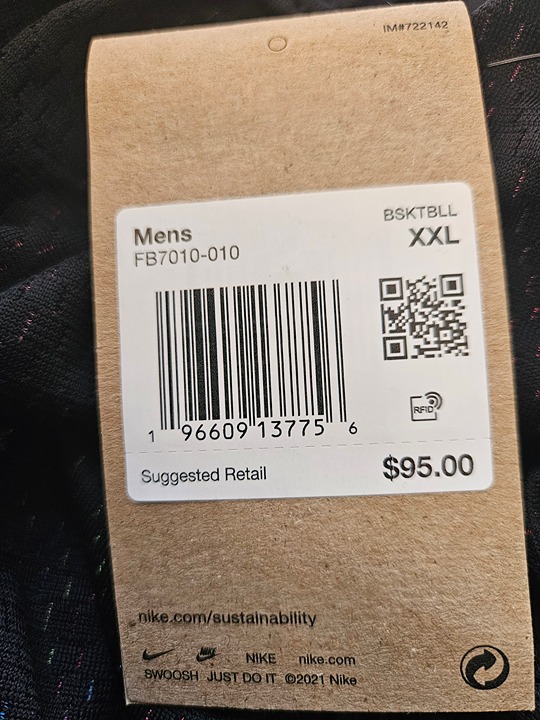 IM#722142
Mens
BSKTBLL
FB7010-010
XXL
RFID
1 96609 13775 6
Suggested Retail
$95.00
nike.com/sustainability
NIKE nike.com
SWOOSH JUST DO IT ©2021 Nike